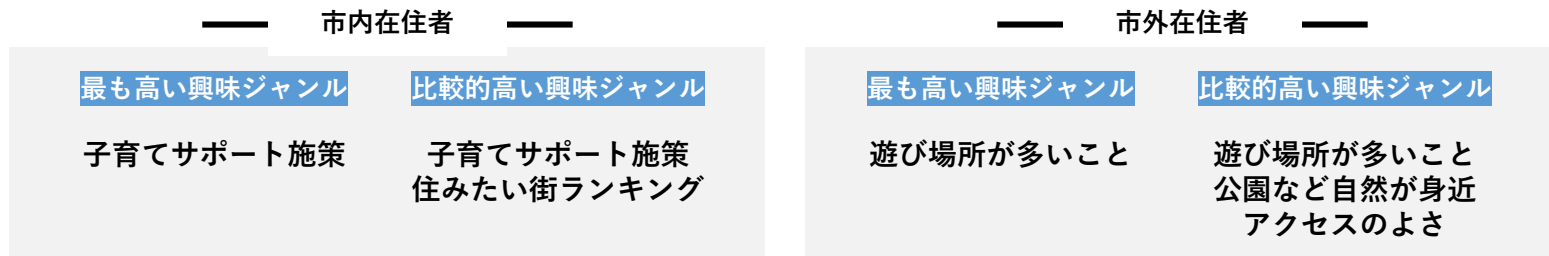 市内在住者
最も高い興味ジャンル
子育てサポート施策
比較的高い興味ジャンル
子育てサポート施策
住みたい街ランキング
市外在住者
最も高い興味ジャンル
遊び場所が多いこと
比較的高い興味ジャンル
遊び場所が多いこと
公園など自然が身近
アクセスのよさ